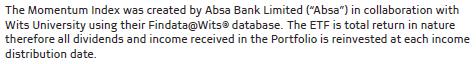 The Momentum Index was created by Absa Bank Limited (“Absa”) in collaboration with
Wits University using their Findata@Wits® database. The ETF is total return in nature
therefore all dividends and income received in the Portfolio is reinvested at each income
distribution date.